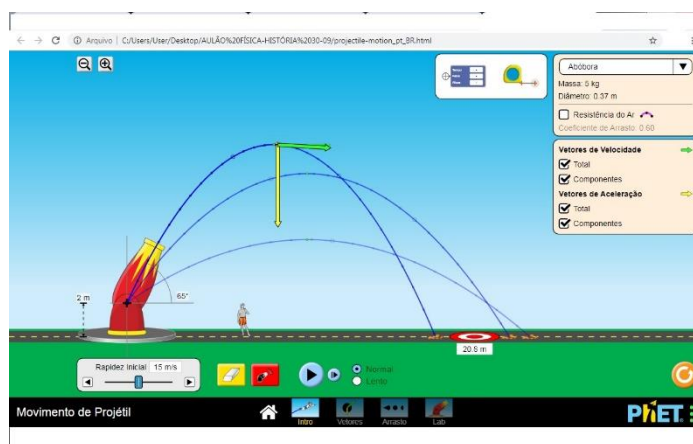 Arquivo | C:/Users/User/Desktop/AULÃO%20FÍSICA-HISTÓRIA%2030-09/projectile-motion_pt_BR.html
Abóbora
Massa: 5 kg
Diâmetro: 0.37 m
Resistência do Ar
Coeficiente de Arrasto: 0.60
Vetores de Velocidade
Total
Componentes
Vetores de Aceleração
Total
Componentes
65°
2 m
20.8 m
Rapidez Inicial 15 m/s
Normal
Lento
Movimento de Projétil
Intro
Vetores
Arrasto
Lab
PhET